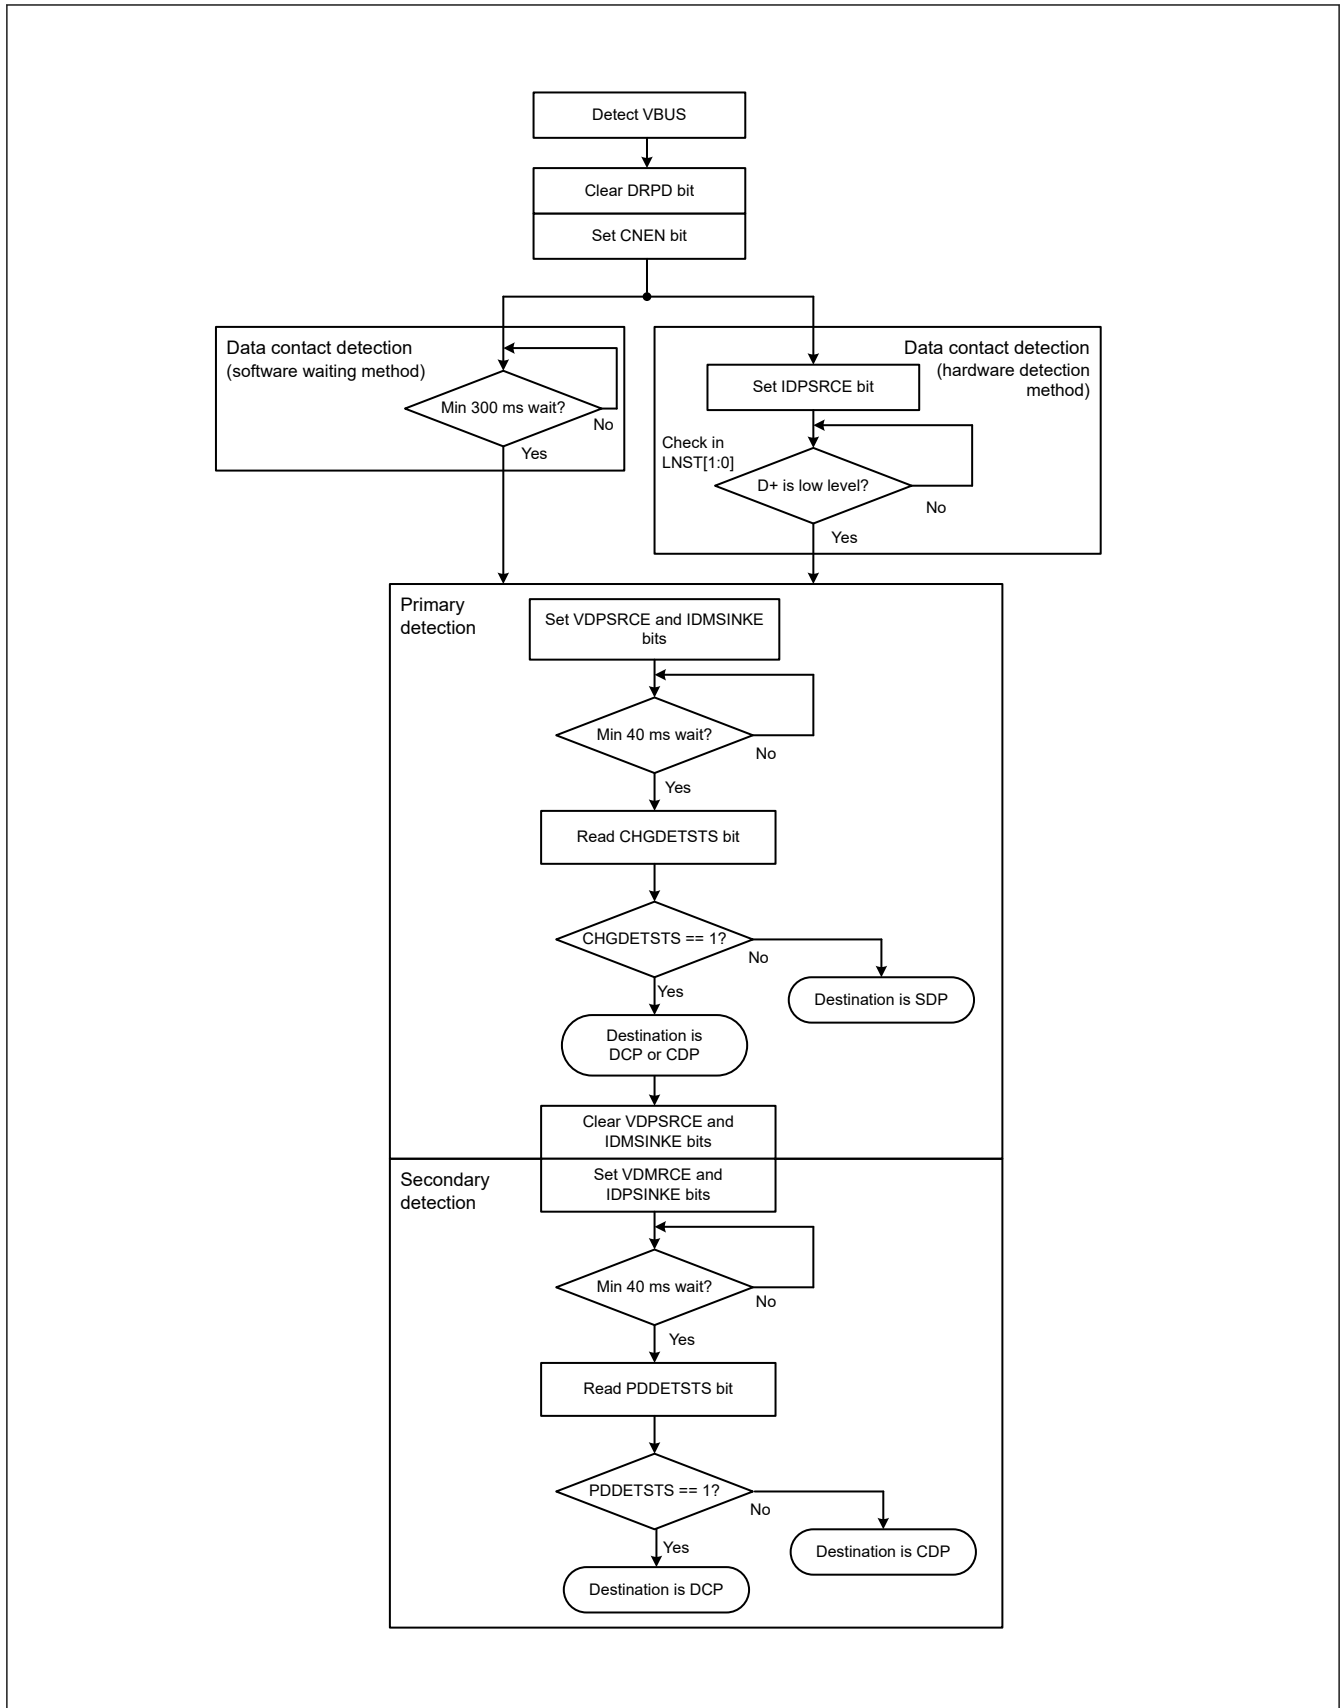 Detect VBUS
Clear DRPD bit
Set CNEN bit
Data contact detection
(software waiting method)
Min 300 ms wait?
No
Yes
Data contact detection
(hardware detection
method)
Set IDPSRCE bit
Check in
LNST[1:0]
D+ is low level?
No
Yes
Primary
detection
Set VDPSRCE and IDMSINKE
bits
Min 40 ms wait?
No
Yes
Read CHGDETSTS bit
CHGDETSTS == 1?
No
Yes
Destination is SDP
Destination is
DCP or CDP
Clear VDPSRCE and
IDMSINKE bits
Secondary
detection
Set VDMRCE and
IDPSINKE bits
Min 40 ms wait?
No
Yes
Read PDDETSTS bit
PDDETSTS == 1?
No
Yes
Destination is CDP
Destination is DCP